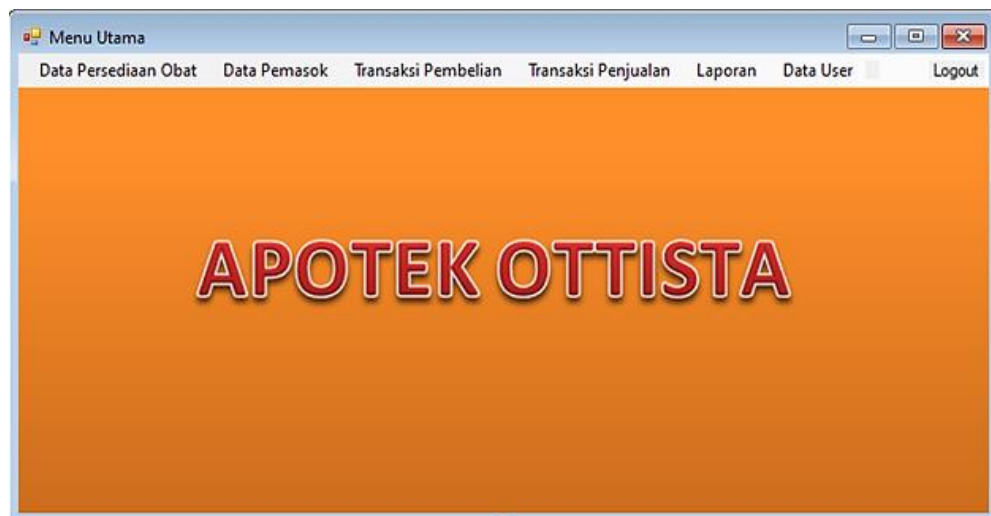 Menu Utama
Data Persediaan Obat Data Pemasok Transaksi Pembelian Transaksi Penjualan Laporan Data User Logout
APOTEK OTTISTA